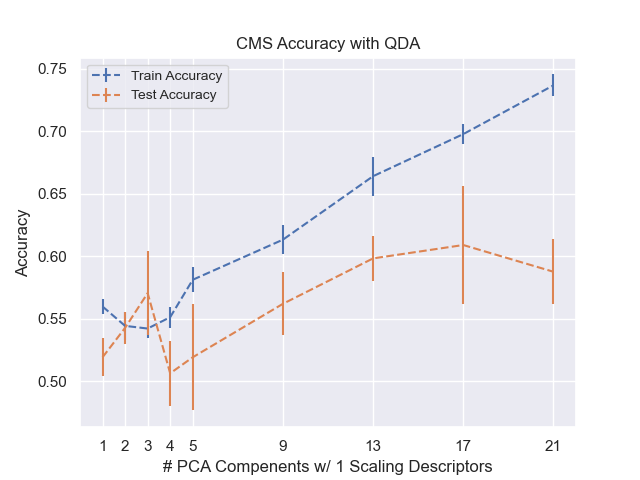 CMS Accuracy with QDA
Train Accuracy
Test Accuracy
0.75
0.70
0.65
0.60
0.55
0.50
Accuracy
1 2 3 4 5 9 13 17 21
# PCA Compenents w/ 1 Scaling Descriptors